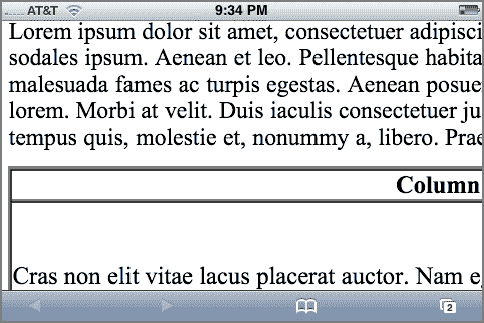 AT&T 9:34 PM
Lorem ipsum dolor sit amet, consectetuer adipisci
sodales ipsum. Aenean et leo. Pellentesque habita
malesuada fames ac turpis egestas. Aenean posue
lorem. Morbi at velit. Duis iaculis consectetuer ju
tempus quis, molestie et, nonummy a, libero. Prae
Column
Cras non elit vitae lacus placerat auctor. Nam e
2